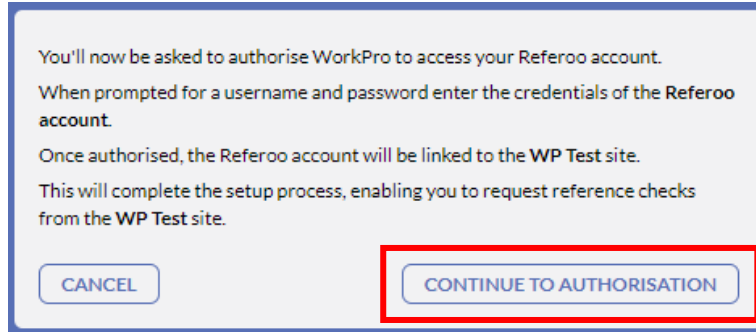 You'll now be asked to authorise WorkPro to access your Referoo account.
When prompted for a username and password enter the credentials of the Referoo
account.
Once authorised, the Referoo account will be linked to the WP Test site.
This will complete the setup process, enabling you to request reference checks
from the WP Test site.
CANCEL
CONTINUE TO AUTHORISATION